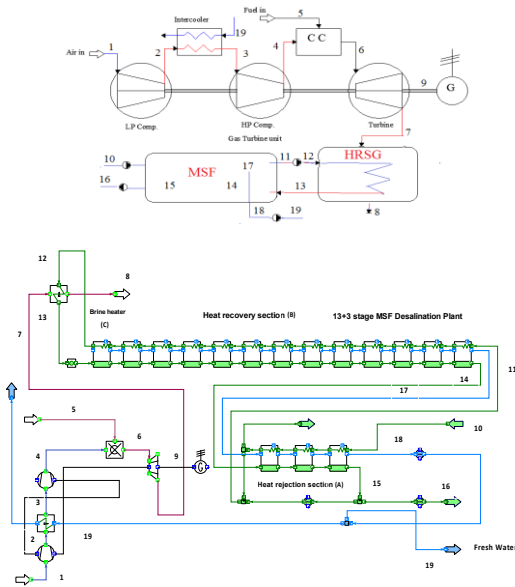 Fuel in
Intercooler
5
19
Air in
1
2
3
4
C C
6
9
G
LP Comp.
HP Comp.
Turbine
Gas Turbine unit
7
10
11
12
HRSG
MSF
17
16
15
14
13
18
19
8
12
8
Brine heater
(C)
Heat recovery section (B)
13+3 stage MSF Desalination Plant
13
7
11
14
17
5
18
10
6
9
4
Heat rejection section (A)
15
16
3
2
19
Fresh Water
19
1